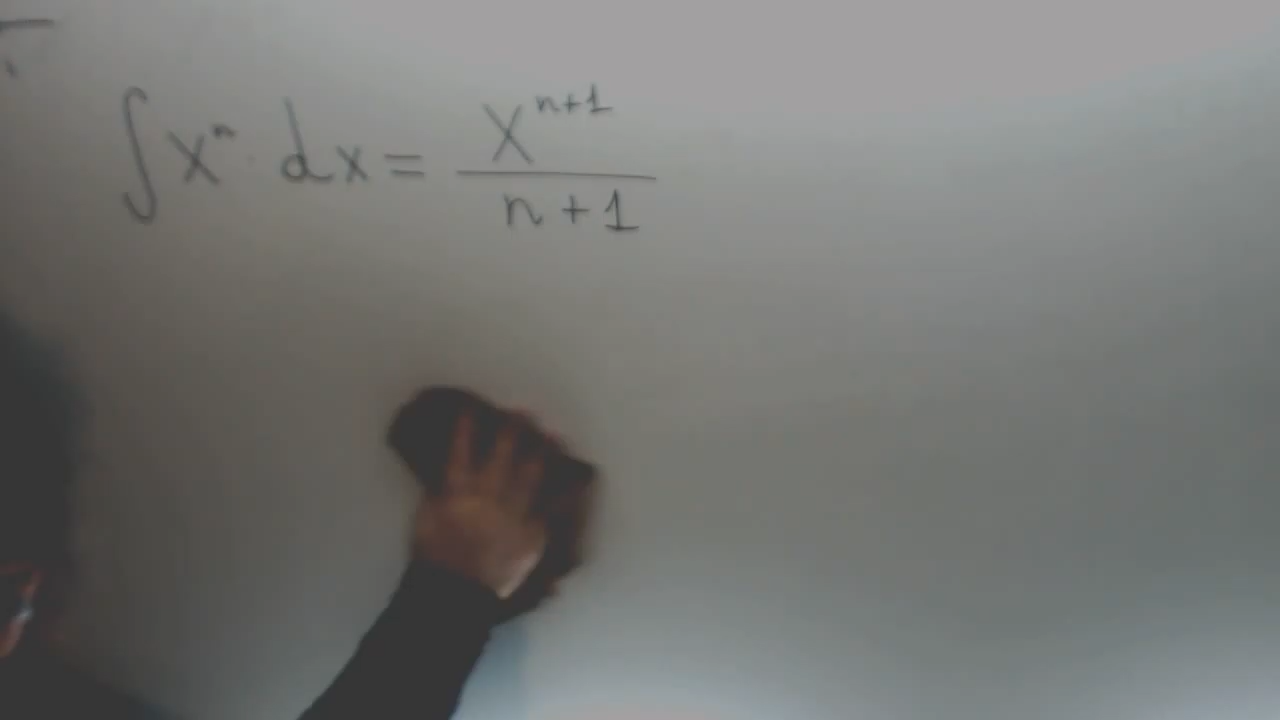 ∫ xⁿ · dx = xⁿ⁺¹ / n + 1